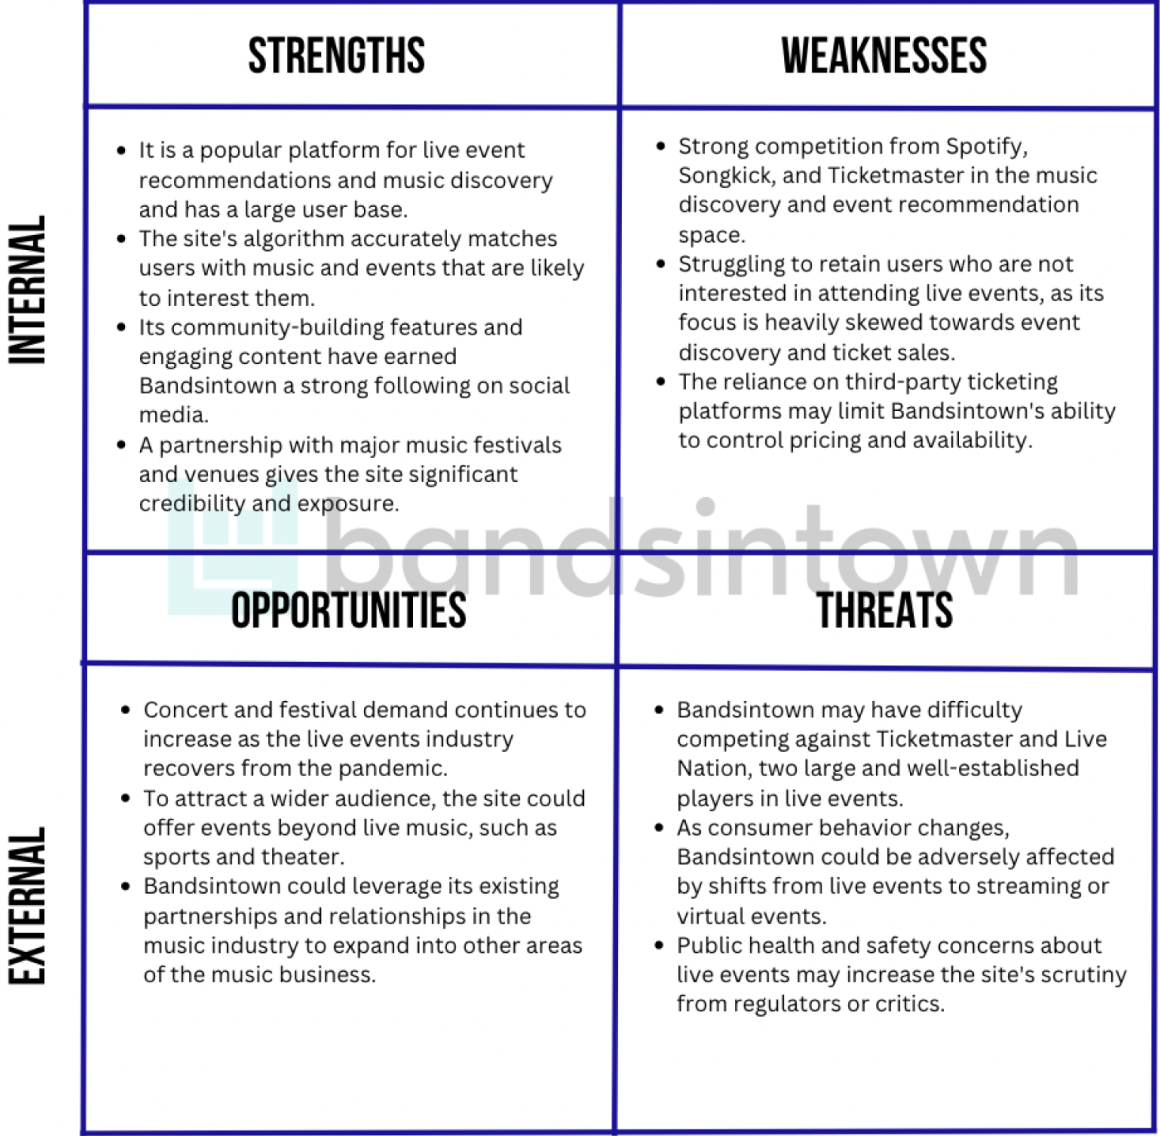 STRENGTHS
WEAKNESSES
INTERNAL
• It is a popular platform for live event
recommendations and music discovery
and has a large user base.
• The site's algorithm accurately matches
users with music and events that are likely
to interest them.
• Its community-building features and
engaging content have earned
Bandsintown a strong following on social
media.
• A partnership with major music festivals
and venues gives the site significant
credibility and exposure.
• Strong competition from Spotify,
Songkick, and Ticketmaster in the music
discovery and event recommendation
space.
• Struggling to retain users who are not
interested in attending live events, as its
focus is heavily skewed towards event
discovery and ticket sales.
• The reliance on third-party ticketing
platforms may limit Bandsintown's ability
to control pricing and availability.
bandsintown
OPPORTUNITIES
THREATS
EXTERNAL
• Concert and festival demand continues to
increase as the live events industry
recovers from the pandemic.
• To attract a wider audience, the site could
offer events beyond live music, such as
sports and theater.
• Bandsintown could leverage its existing
partnerships and relationships in the
music industry to expand into other areas
of the music business.
• Bandsintown may have difficulty
competing against Ticketmaster and Live
Nation, two large and well-established
players in live events.
• As consumer behavior changes,
Bandsintown could be adversely affected
by shifts from live events to streaming or
virtual events.
• Public health and safety concerns about
live events may increase the site's scrutiny
from regulators or critics.